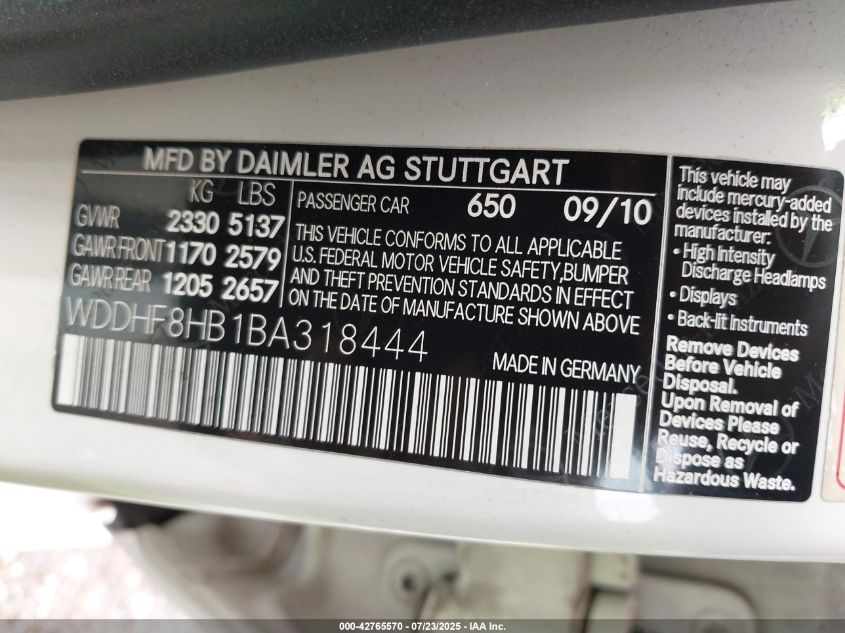 MFD BY DAIMLER AG STUTTGART
KG LBS
GVWR 2330 5137
GAWR FRONT 1170 2579
GAWR REAR 1205 2657
PASSENGER CAR 650 09/10
THIS VEHICLE CONFORMS TO ALL APPLICABLE
U.S. FEDERAL MOTOR VEHICLE SAFETY,BUMPER
AND THEFT PREVENTION STANDARDS IN EFFECT
ON THE DATE OF MANUFACTURE SHOWN ABOVE
WDDHF8HB1BA318444
MADE IN GERMANY
This vehicle may
include mercury-added
devices installed by the
manufacturer:
• High Intensity
Discharge Headlamps
• Displays
• Back-lit Instruments
Remove Devices
Before Vehicle
Disposal.
Upon Removal of
Devices Please
Reuse, Recycle or
Dispose as
Hazardous Waste.
000-42765570 - 07/23/2025 - IAA Inc.